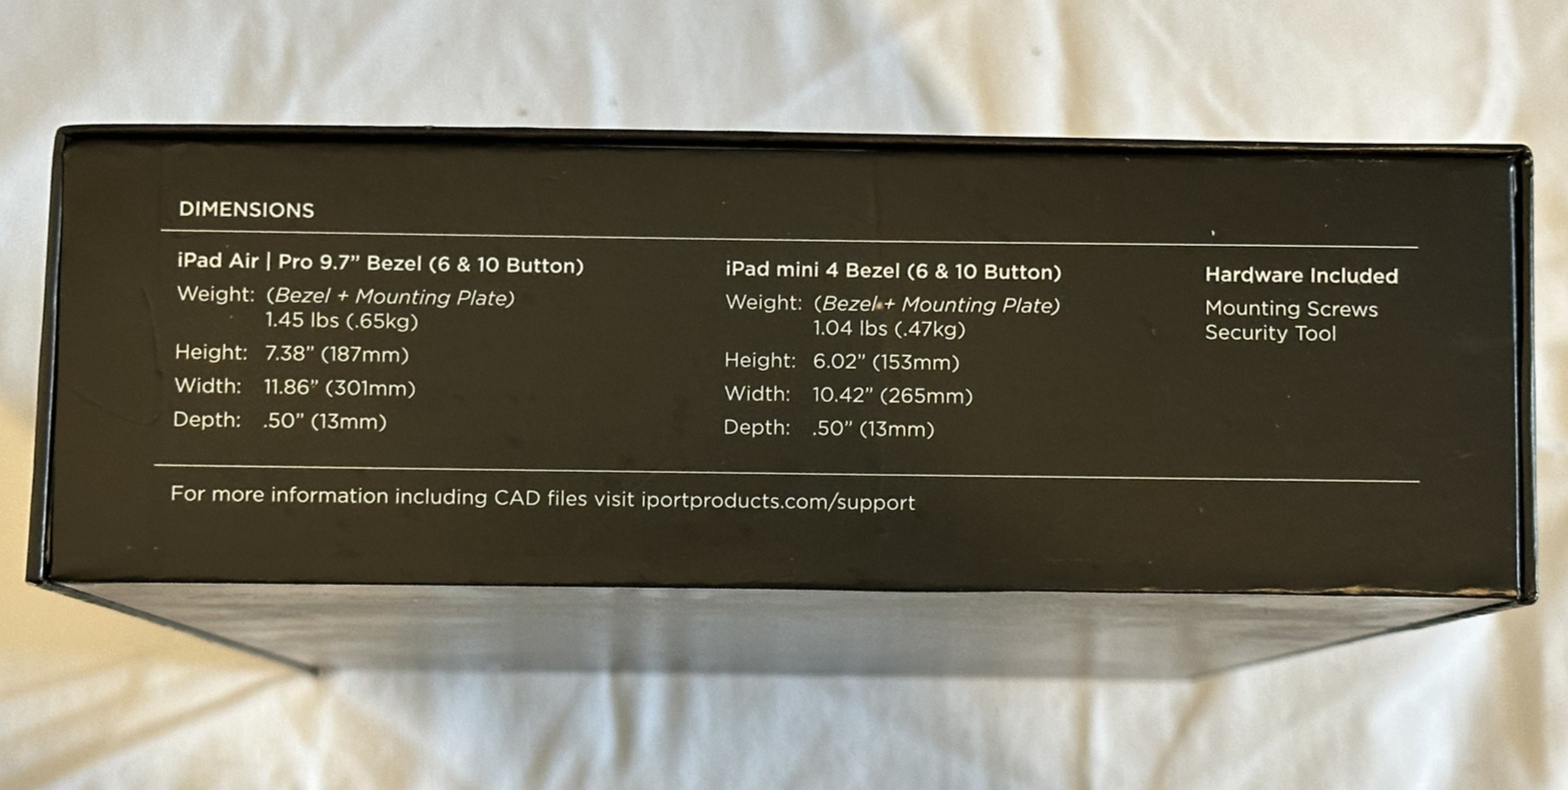 DIMENSIONS
iPad Air | Pro 9.7” Bezel (6 & 10 Button)
Weight: (Bezel + Mounting Plate)
1.45 lbs (.65kg)
Height: 7.38” (187mm)
Width: 11.86” (301mm)
Depth: .50” (13mm)
iPad mini 4 Bezel (6 & 10 Button)
Weight: (Bezel + Mounting Plate)
1.04 lbs (.47kg)
Height: 6.02” (153mm)
Width: 10.42” (265mm)
Depth: .50” (13mm)
Hardware Included
Mounting Screws
Security Tool
For more information including CAD files visit iportproducts.com/support